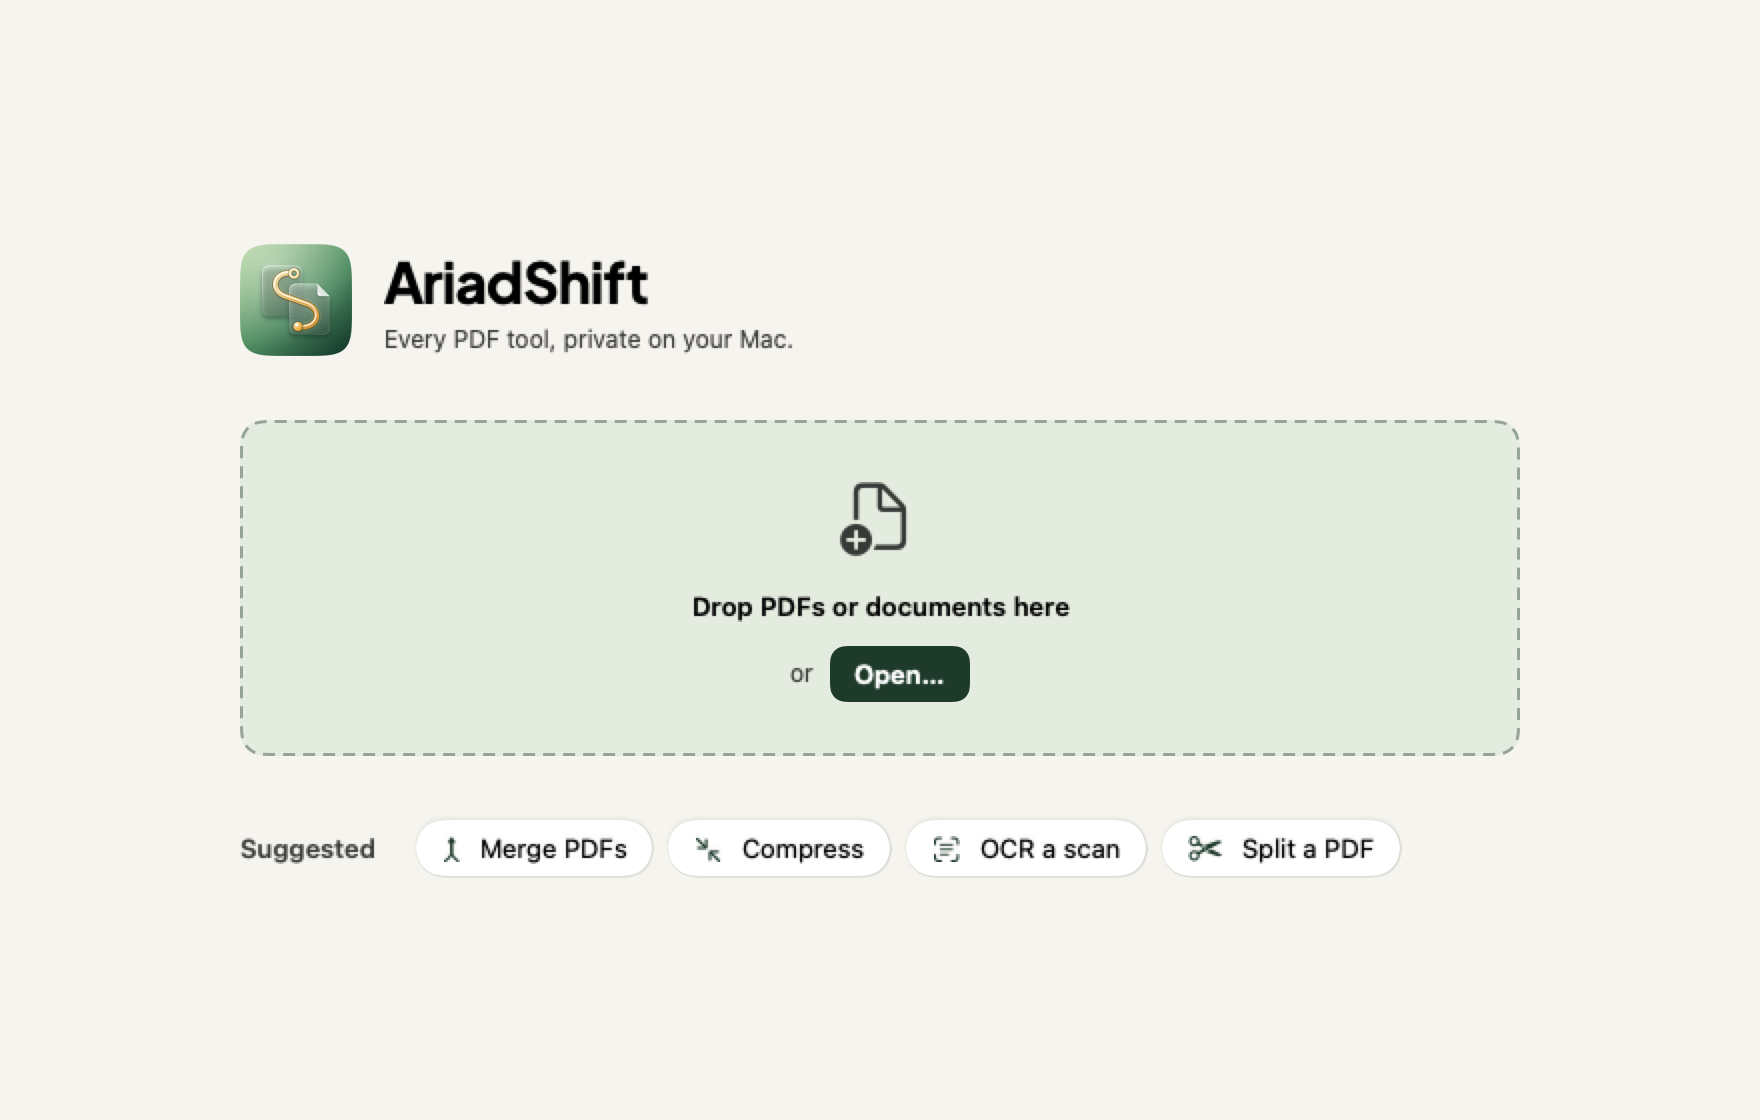 AriadShift
Every PDF tool, private on your Mac.
Drop PDFs or documents here
or Open...
Suggested Merge PDFs Compress OCR a scan Split a PDF